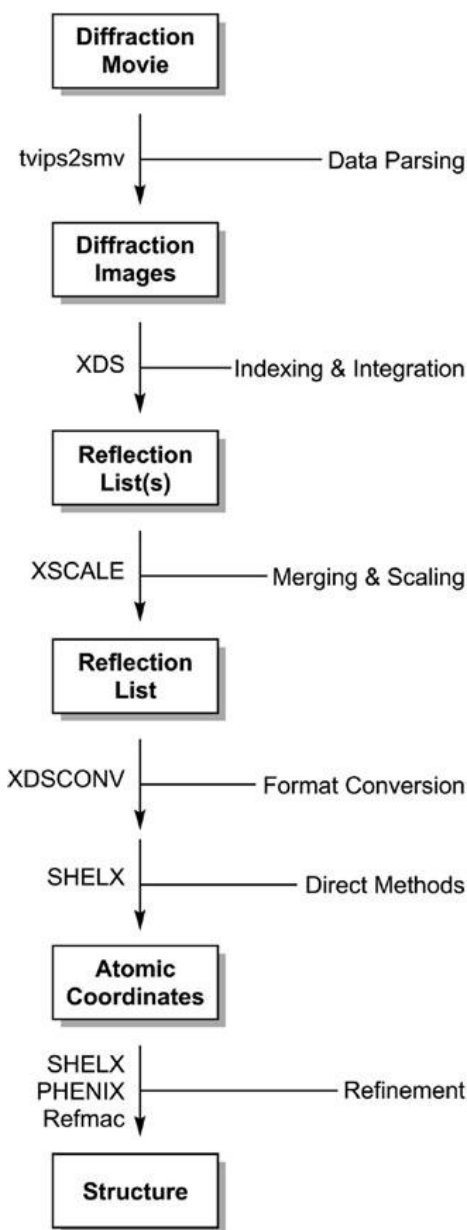 Diffraction
Movie
tvips2smv
Data Parsing
Diffraction
Images
XDS
Indexing & Integration
Reflection
List(s)
XSCALE
Merging & Scaling
Reflection
List
XDSCONV
Format Conversion
SHELX
Direct Methods
Atomic
Coordinates
SHELX
PHENIX
Refmac
Refinement
Structure